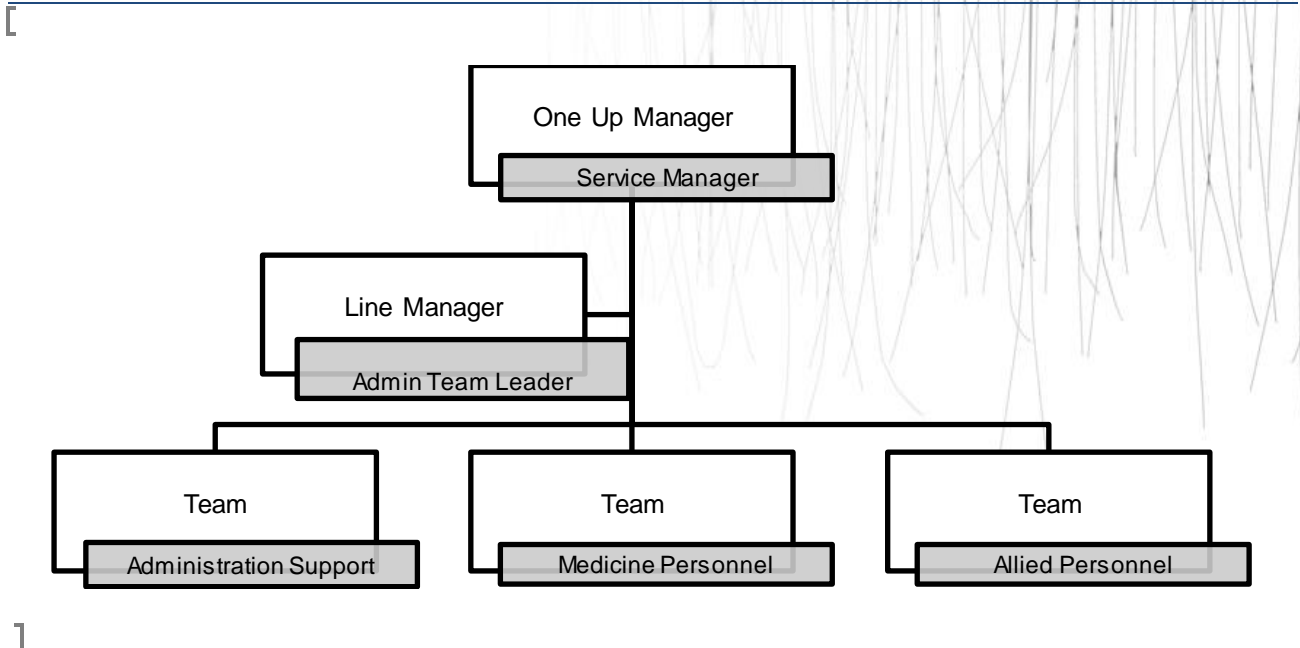 [
One Up Manager
Service Manager
Line Manager
Admin Team Leader
Team
Administration Support
Team
Medicine Personnel
Team
Allied Personnel
]